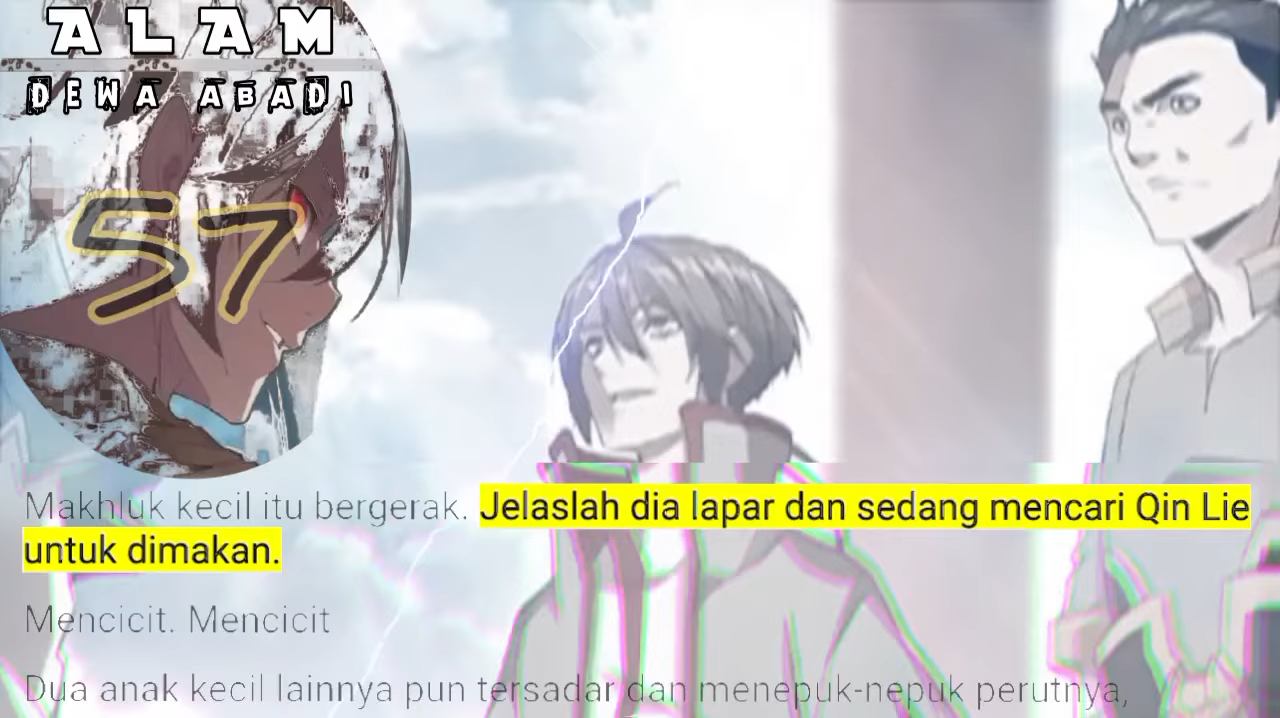 ALAM
DEWA ABADI
57
Makhluk kecil itu bergerak. Jelaslah dia lapar dan sedang mencari Qin Lie
untuk dimakan.
Mencicit. Mencicit
Dua anak kecil lainnya pun tersadar dan menepuk-nepuk perutnya,